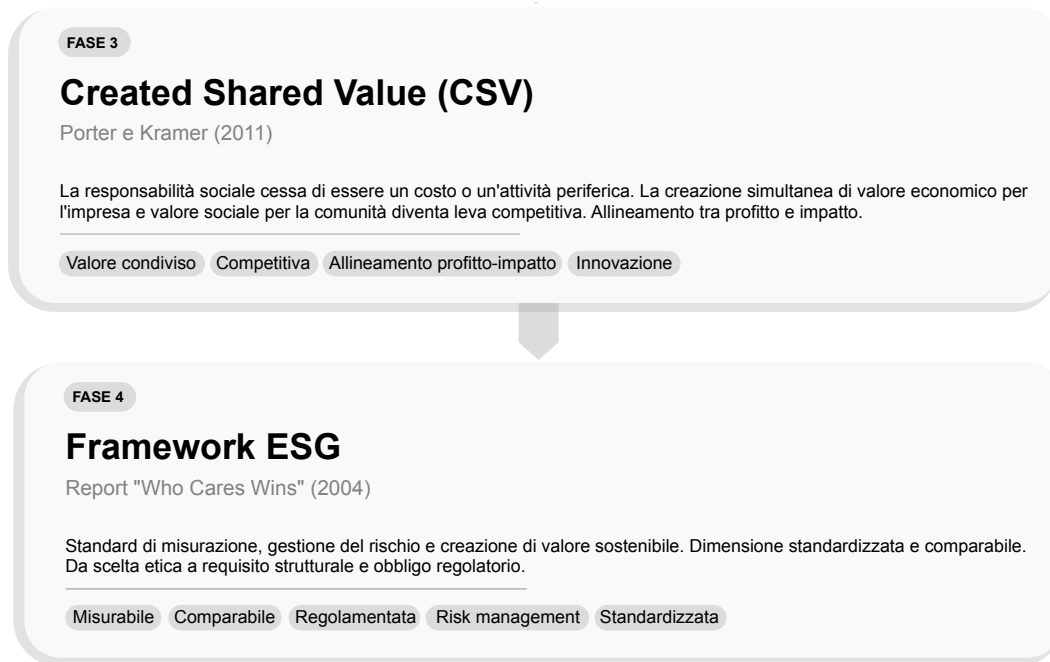 FASE 3
Created Shared Value (CSV)
Porter e Kramer (2011)
La responsabilità sociale cessa di essere un costo o un'attività periferica. La creazione simultanea di valore economico per
l'impresa e valore sociale per la comunità diventa leva competitiva. Allineamento tra profitto e impatto.
Valore condiviso Competitiva Allineamento profitto-impatto Innovazione
FASE 4
Framework ESG
Report "Who Cares Wins" (2004)
Standard di misurazione, gestione del rischio e creazione di valore sostenibile. Dimensione standardizzata e comparabile.
Da scelta etica a requisito strutturale e obbligo regolatorio.
Misurabile Comparabile Regolamentata Risk management Standardizzata